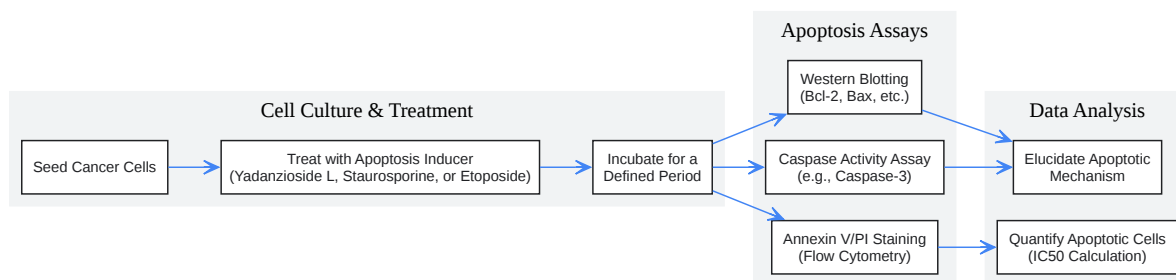 Apoptosis Assays
Western Blotting
(Bcl-2, Bax, etc.)
Cell Culture & Treatment
Data Analysis
Seed Cancer Cells
Treat with Apoptosis Inducer
(Yadanzioside L, Staurosporine, or Etoposide)
Incubate for a
Defined Period
Caspase Activity Assay
(e.g., Caspase-3)
Elucidate Apoptotic
Mechanism
Annexin V/PI Staining
(Flow Cytometry)
Quantify Apoptotic Cells
(IC50 Calculation)